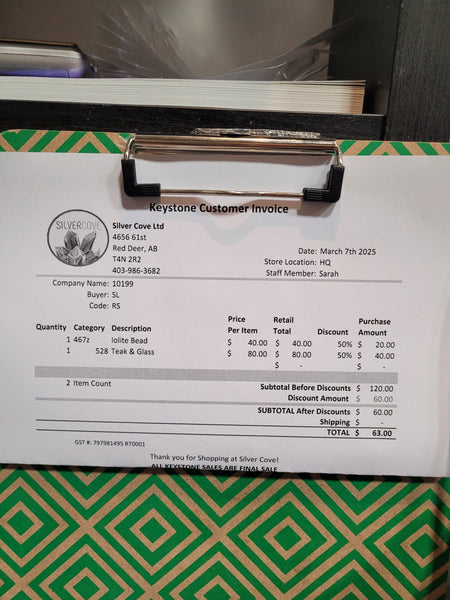 Keystone Customer Invoice
SILVERCOVE
Silver Cove Ltd
4656 61st
Red Deer, AB
T4N 2R2
403-986-3682
Date: March 7th 2025
Store Location: HQ
Staff Member: Sarah
Company Name: 10199
Buyer: SL
Code: RS
Quantity Category Description Price Per Item Retail Total Discount Purchase Amount
1 467z Iolite Bead $ 40.00 $ 40.00 50% $ 20.00
1 528 Teak & Glass $ 80.00 $ 80.00 50% $ 40.00
$ - $ -
2 Item Count
Subtotal Before Discounts $ 120.00
Discount Amount $ 60.00
SUBTOTAL After Discounts $ 60.00
Shipping $ -
TOTAL $ 63.00
GST #: 797981495 RT0001
Thank you for Shopping at Silver Cove!
ALL KEYSTONE SALES ARE FINAL SALE